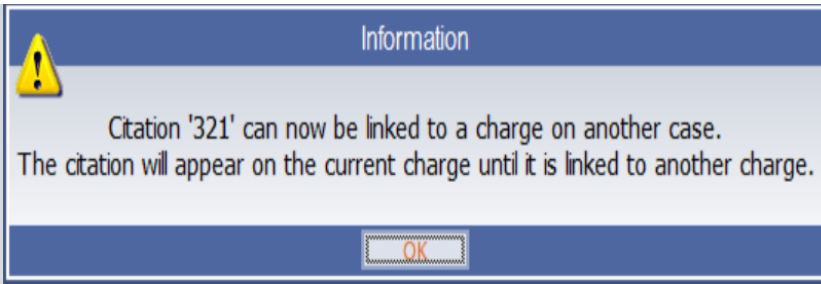 Information
Citation '321' can now be linked to a charge on another case.
The citation will appear on the current charge until it is linked to another charge.
OK